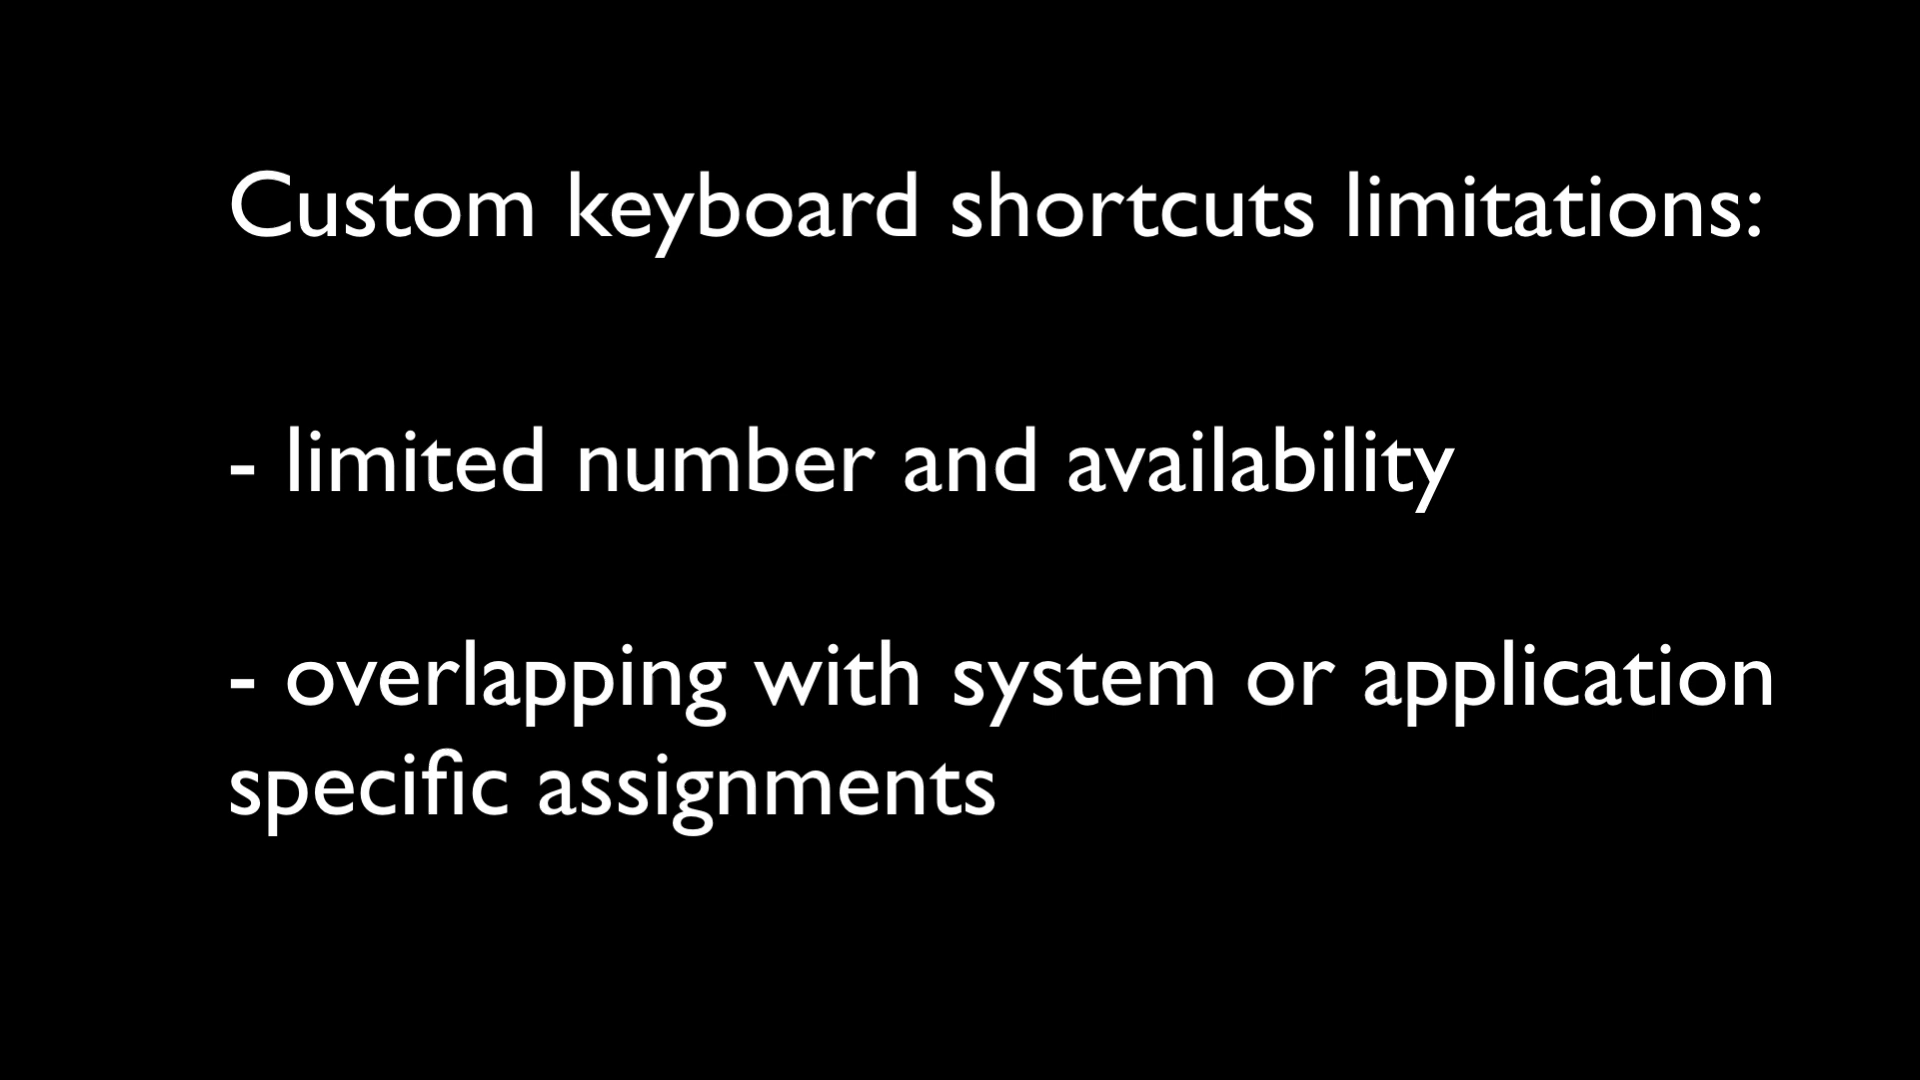 Custom keyboard shortcuts limitations:
- limited number and availability
- overlapping with system or application
specific assignments